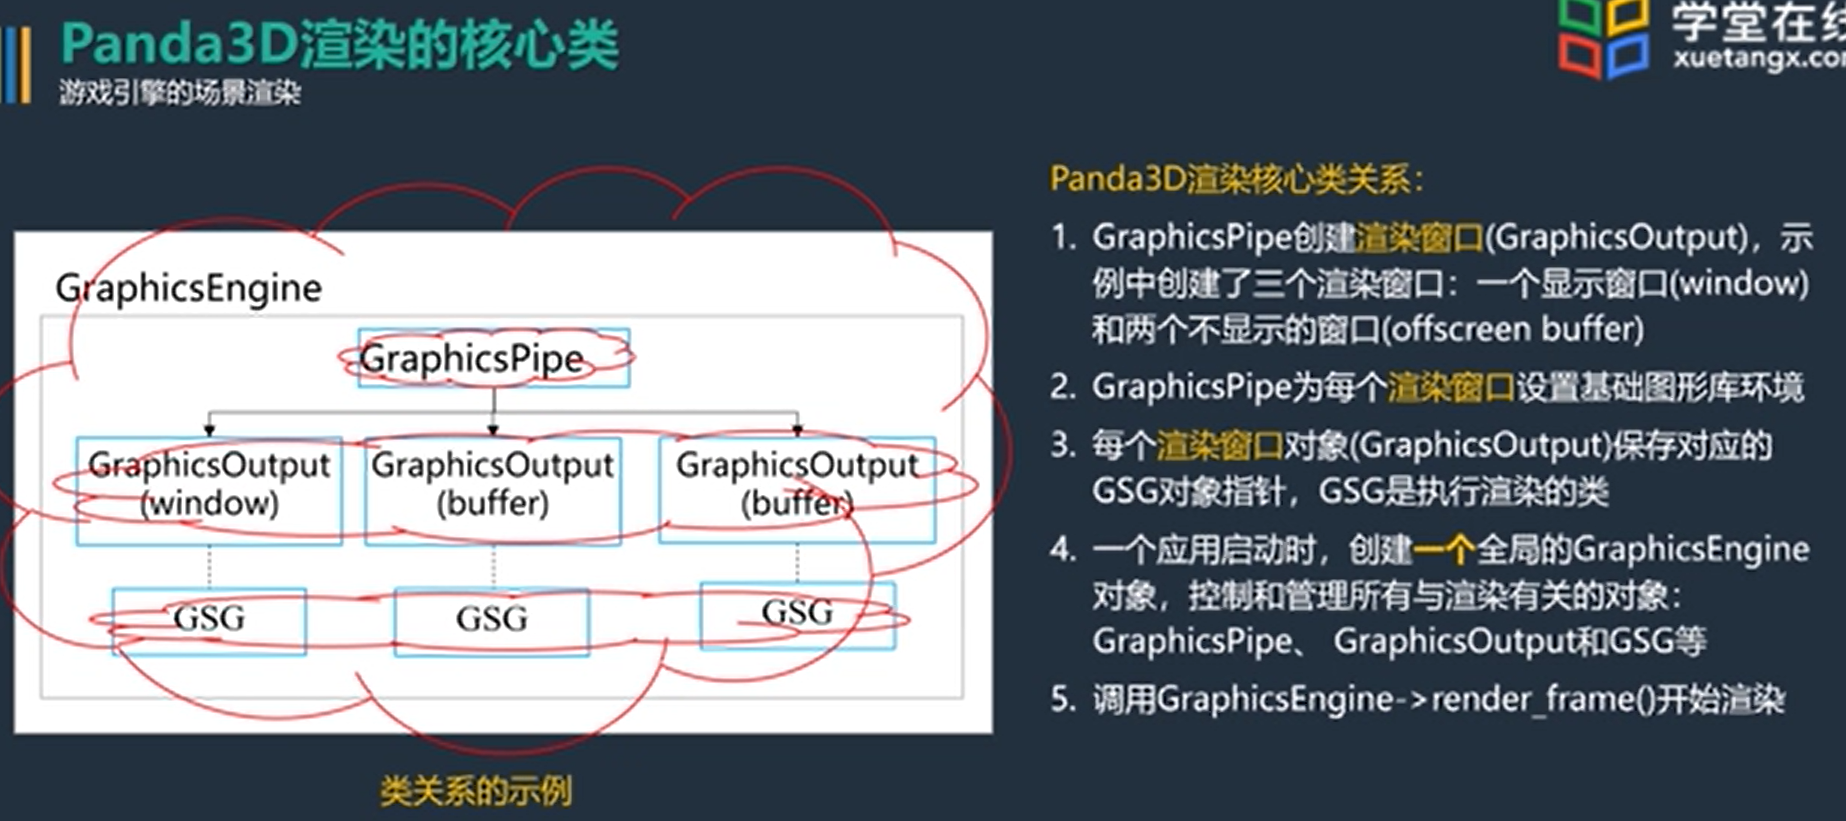 Panda3D渲染的核心类
游戏引擎的场景渲染
学堂在线
xuetangx.com
GraphicsEngine
GraphicsPipe
GraphicsOutput
(window)
GraphicsOutput
(buffer)
GraphicsOutput
(buffer)
GSG
GSG
GSG
类关系的示例
Panda3D渲染核心类关系：
1. GraphicsPipe创建渲染窗口(GraphicsOutput)，示
例中创建了三个渲染窗口：一个显示窗口(window)
和两个不显示的窗口(offscreen buffer)
2. GraphicsPipe为每个渲染窗口设置基础图形库环境
3. 每个渲染窗口对象(GraphicsOutput)保存对应的
GSG对象指针，GSG是执行渲染的类
4. 一个应用启动时，创建一个全局的GraphicsEngine
对象，控制和管理所有与渲染有关的对象：
GraphicsPipe、 GraphicsOutput和GSG等
5. 调用GraphicsEngine->render_frame()开始渲染